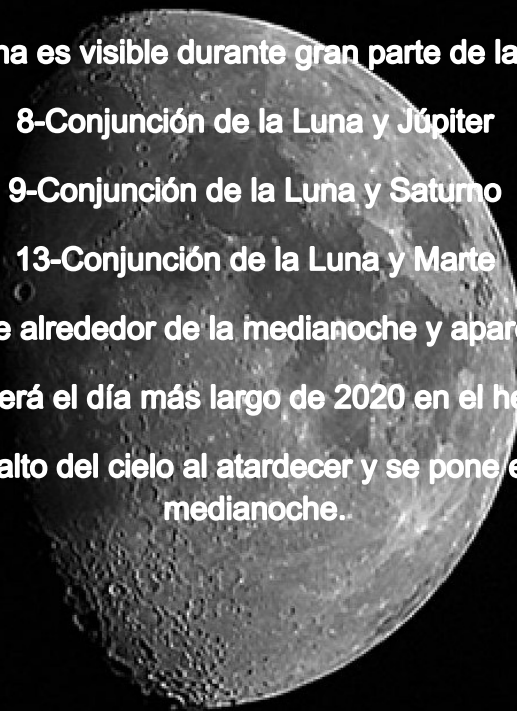 na es visible durante gran parte de la
8-Conjunción de la Luna y Júpiter
9-Conjunción de la Luna y Saturno
13-Conjunción de la Luna y Marte
e alrededor de la medianoche y apar
erá el día más largo de 2020 en el he
alto del cielo al atardecer y se pone e
medianoche.